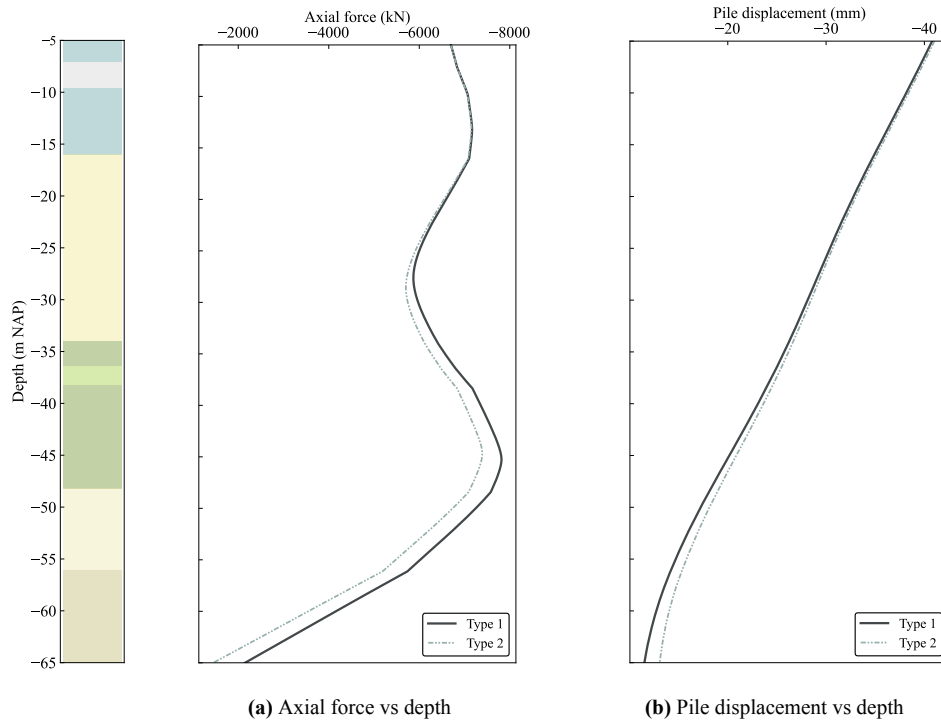 Axial force (kN)
−2000 −4000 −6000 −8000
Pile displacement (mm)
−20 −30 −40
Depth (m NAP)
−5
−10
−15
−20
−25
−30
−35
−40
−45
−50
−55
−60
−65
Type 1
Type 2
Type 1
Type 2
(a) Axial force vs depth
(b) Pile displacement vs depth